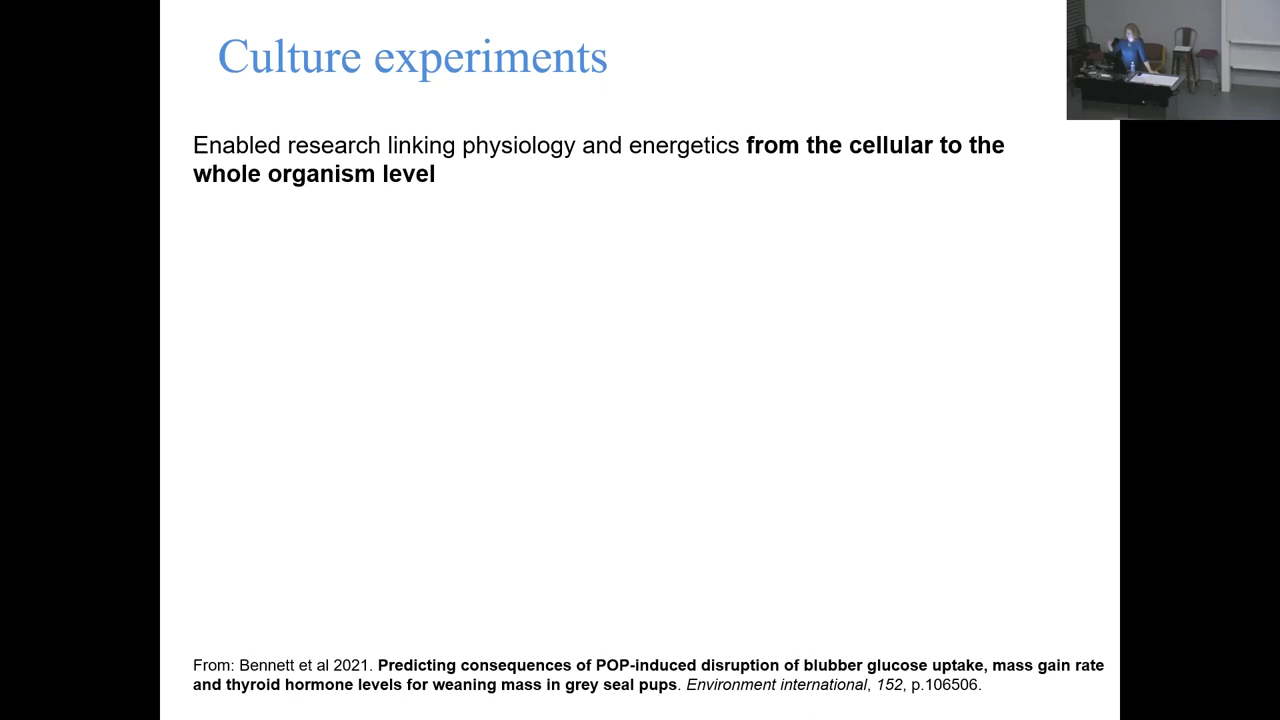 Culture experiments
Enabled research linking physiology and energetics from the cellular to the
whole organism level
From: Bennett et al 2021. Predicting consequences of POP-induced disruption of blubber glucose uptake, mass gain rate
and thyroid hormone levels for weaning mass in grey seal pups. Environment international, 152, p.106506.